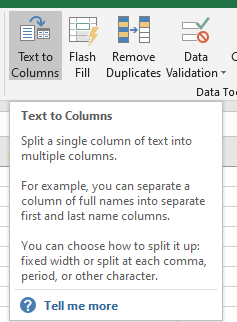 Text to Columns
Flash Fill
Remove Duplicates
Data Validation
Data Too
Text to Columns
Split a single column of text into
multiple columns.
For example, you can separate a
column of full names into separate
first and last name columns.
You can choose how to split it up:
fixed width or split at each comma,
period, or other character.
? Tell me more